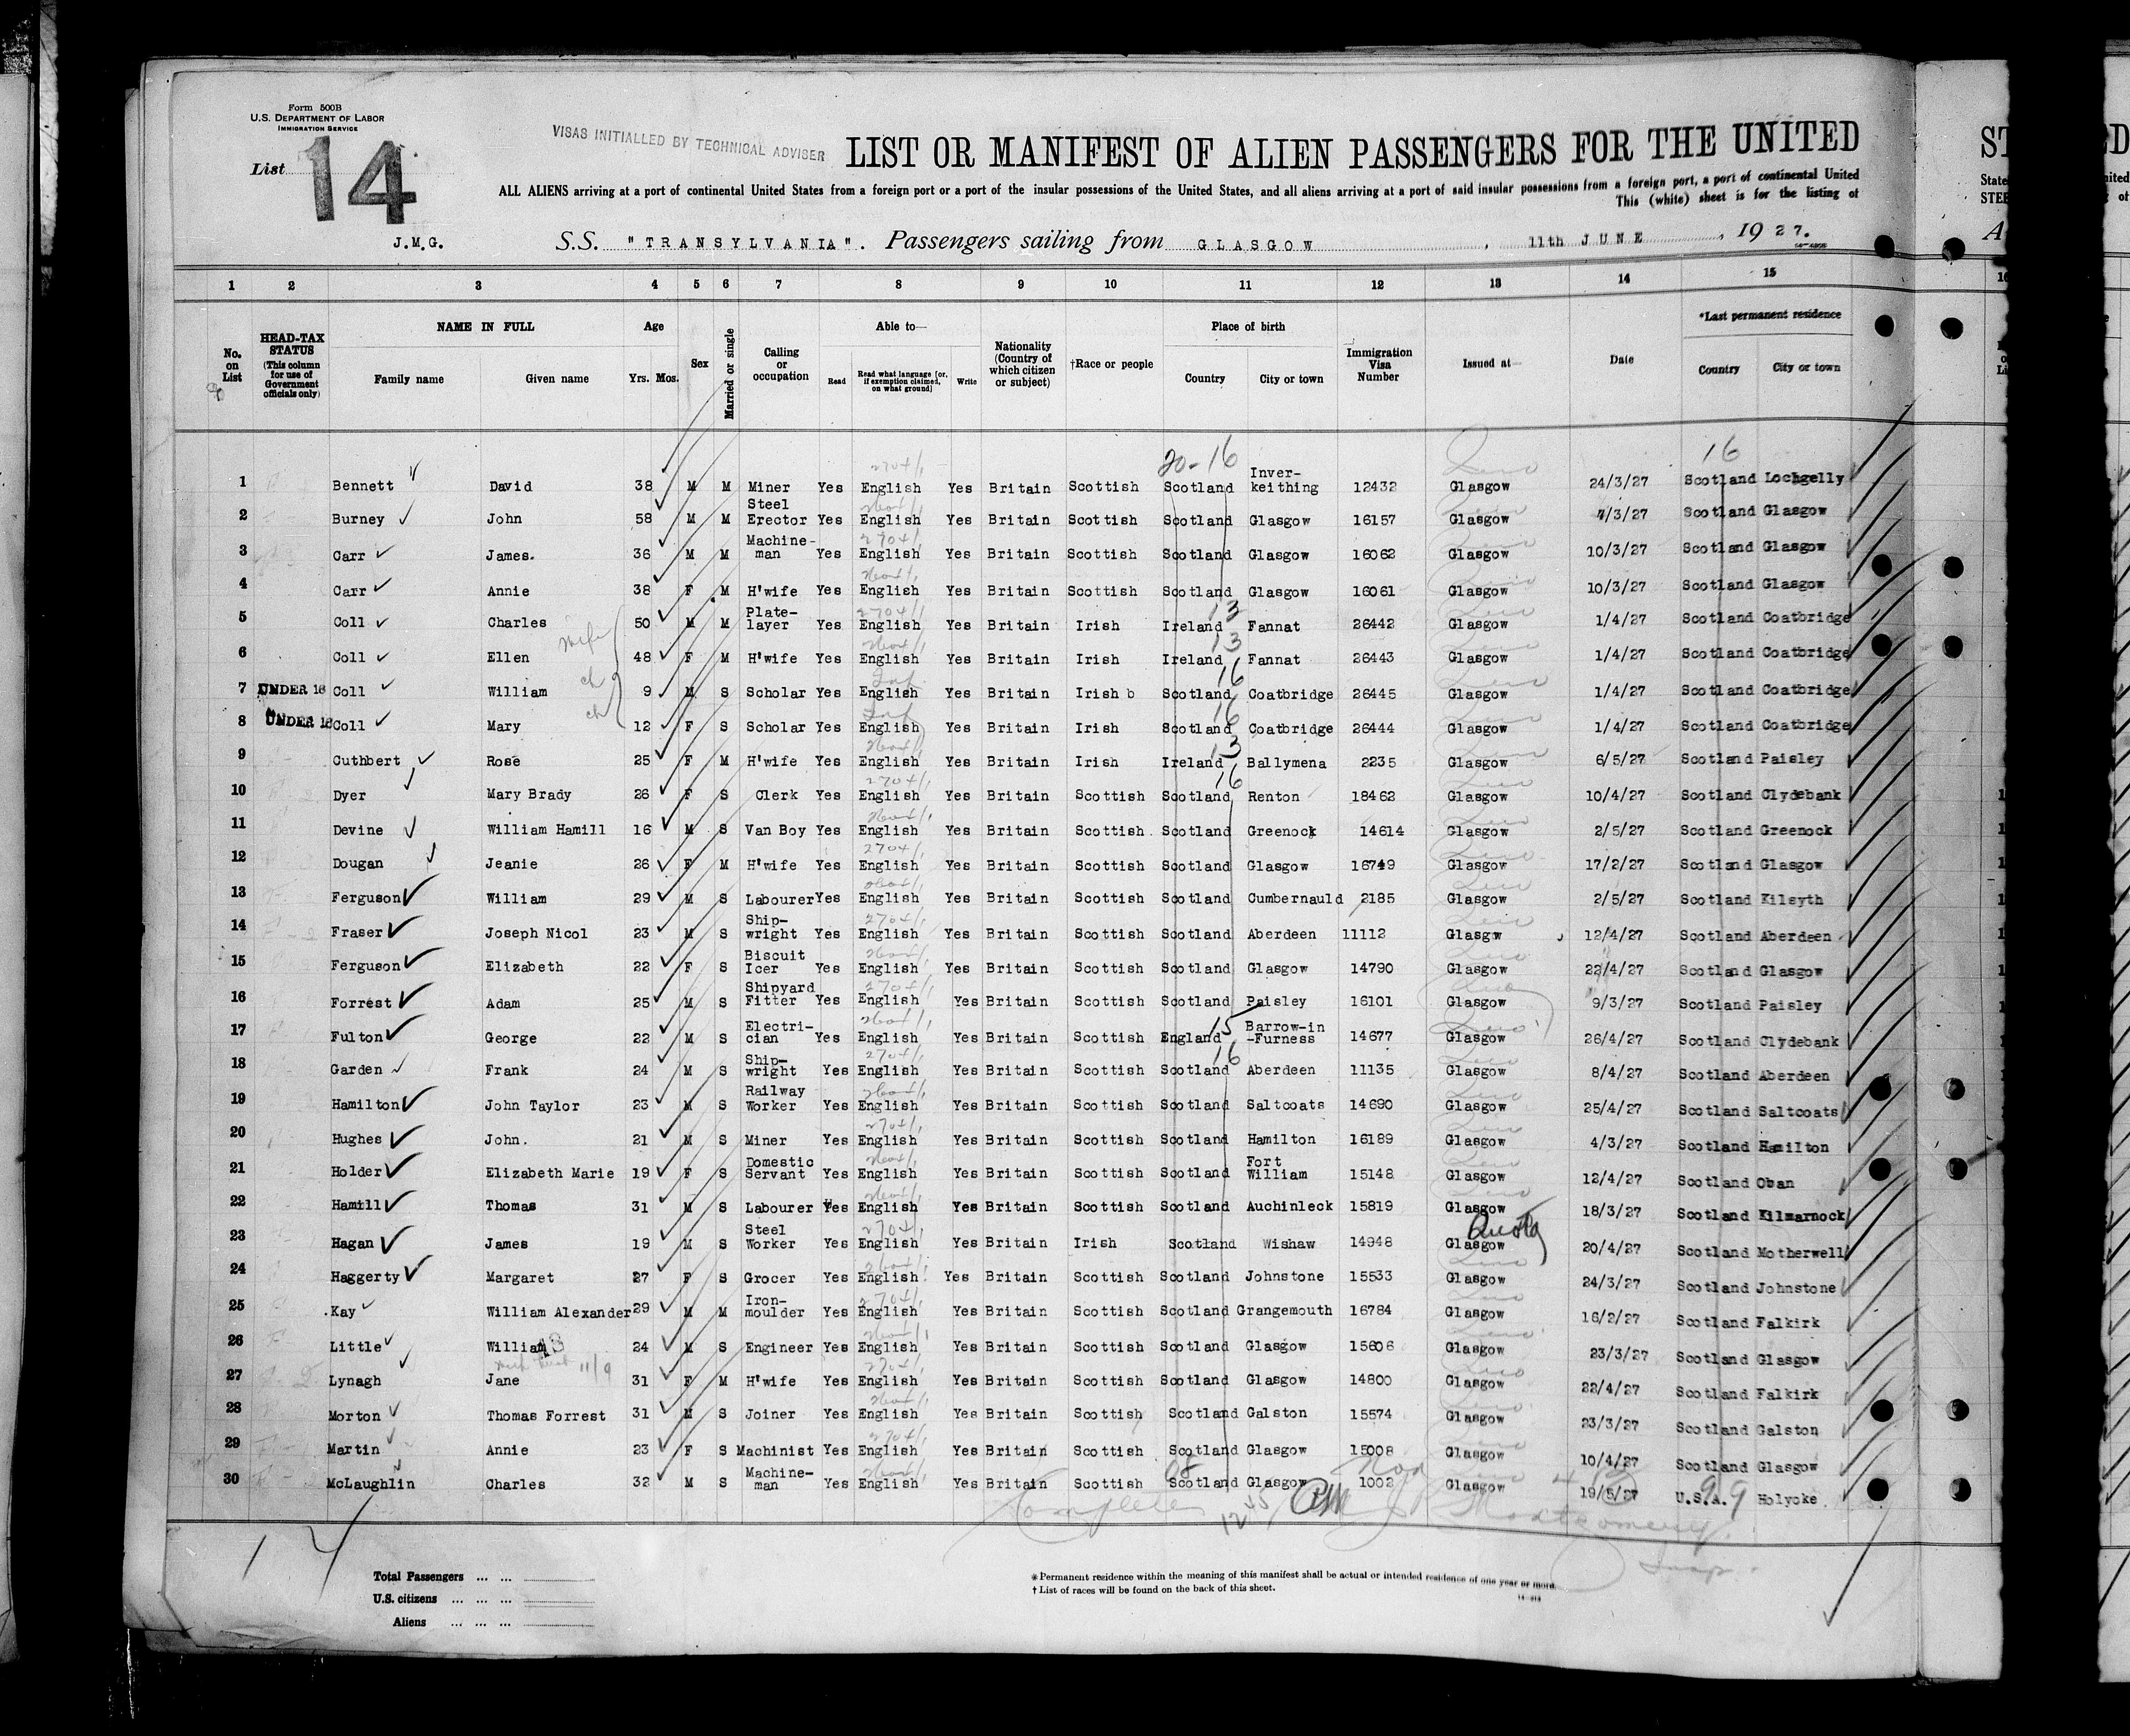 Form 500B
U.S. DEPARTMENT OF LABOR
IMMIGRATION SERVICE
List 14
J.M.G.
VISAS INITIALLED BY TECHNICAL ADVISER
LIST OR MANIFEST OF ALIEN PASSENGERS FOR THE UNITED
ALL ALIENS arriving at a port of continental United States from a foreign port or a port of the insular possessions of the United States, and all aliens arriving at a port of said insular possessions from a foreign port, a port of continental United
This (white) sheet is for the listing of
S.S. "TRANSYLVANIA". Passengers sailing from GLASGOW, 11th JUNE, 1927.
1 2 3 4 5 6 7 8 9 10 11 12 13 14 15
No. on List
HEAD-TAX STATUS (This column for use of Government officials only)
NAME IN FULL
Family name Given name
Age
Yrs. Mos.
Sex
Married or single
Calling or occupation
Able to—
Read Read what language [or, if exemption claimed, on what ground] Write
Nationality (Country of which citizen or subject)
†Race or people
Place of birth
Country City or town
Immigration Visa Number
Issued at—
Date
*Last permanent residence
Country City or town
20-16 16
1 Bennett David 38 M M Miner Yes English Yes Britain Scottish Scotland Inver-keithing 12432 Glasgow 24/3/27 Scotland Lochgelly
2 Burney John 58 M M Steel Erector Yes English Yes Britain Scottish Scotland Glasgow 16157 Glasgow 4/3/27 Scotland Glasgow
3 Carr James. 36 M M Machine-man Yes English Yes Britain Scottish Scotland Glasgow 16062 Glasgow 10/3/27 Scotland Glasgow
4 Carr Annie 38 F M H'wife Yes English Yes Britain Scottish Scotland Glasgow 16061 Glasgow 10/3/27 Scotland Glasgow
5 Coll Charles 50 M M Plate-layer Yes English Yes Britain Irish Ireland 13 Fannat 26442 Glasgow 1/4/27 Scotland Coatbridge
6 Coll Ellen wife 48 F M H'wife Yes English Yes Britain Irish Ireland 13 Fannat 26443 Glasgow 1/4/27 Scotland Coatbridge
7 UNDER 16 Coll William ch 9 M S Scholar Yes English Yes Britain Irish b Scotland 16 Coatbridge 26445 Glasgow 1/4/27 Scotland Coatbridge
8 UNDER 16 Coll Mary ch 12 F S Scholar Yes English Yes Britain Irish Scotland 16 Coatbridge 26444 Glasgow 1/4/27 Scotland Coatbridge
9 Cuthbert Rose 25 F M H'wife Yes English Yes Britain Irish Ireland 13 Ballymena 2235 Glasgow 6/5/27 Scotland Paisley
10 Dyer Mary Brady 26 F S Clerk Yes English Yes Britain Scottish Scotland 16 Renton 18462 Glasgow 10/4/27 Scotland Clydebank
11 Devine William Hamill 16 M S Van Boy Yes English Yes Britain Scottish Scotland Greenock 14614 Glasgow 2/5/27 Scotland Greenock
12 Dougan Jeanie 26 F M H'wife Yes English Yes Britain Scottish Scotland Glasgow 16749 Glasgow 17/2/27 Scotland Glasgow
13 Ferguson William 29 M S Labourer Yes English Yes Britain Scottish Scotland Cumbernauld 2185 Glasgow 2/5/27 Scotland Kilsyth
14 Fraser Joseph Nicol 23 M S Ship-wright Yes English Yes Britain Scottish Scotland Aberdeen 11112 Glasgw 12/4/27 Scotland Aberdeen
15 Ferguson Elizabeth 22 F S Biscuit Icer Yes English Yes Britain Scottish Scotland Glasgow 14790 Glasgow 22/4/27 Scotland Glasgow
16 Forrest Adam 25 M S Shipyard Fitter Yes English Yes Britain Scottish Scotland Paisley 16101 Glasgow 9/3/27 Scotland Paisley
17 Fulton George 22 M S Electri-cian Yes English Yes Britain Scottish England 15 Barrow-in-Furness 14677 Glasgow 26/4/27 Scotland Clydebank
18 Garden Frank 24 M S Ship-wright Yes English Yes Britain Scottish Scotland 16 Aberdeen 11135 Glasgow 8/4/27 Scotland Aberdeen
19 Hamilton John Taylor 23 M S Railway Worker Yes English Yes Britain Scottish Scotland Saltcoats 14690 Glasgow 25/4/27 Scotland Saltcoats
20 Hughes John. 21 M S Miner Yes English Yes Britain Scottish Scotland Hamilton 16189 Glasgow 4/3/27 Scotland Hamilton
21 Holder Elizabeth Marie 19 F S Domestic Servant Yes English Yes Britain Scottish Scotland Fort William 15148 Glasgow 12/4/27 Scotland Oban
22 Hamill Thomas 31 M S Labourer Yes English Yes Britain Scottish Scotland Auchinleck 15819 Glasgow 18/3/27 Scotland Kilmarnock
23 Hagan James 19 M S Steel Worker Yes English Yes Britain Irish Scotland Wishaw 14948 Glasgow 20/4/27 Scotland Motherwell
24 Haggerty Margaret 27 F S Grocer Yes English Yes Britain Scottish Scotland Johnstone 15533 Glasgow 24/3/27 Scotland Johnstone
25 Kay William Alexander 29 M M Iron-moulder Yes English Yes Britain Scottish Scotland Grangemouth 16784 Glasgow 16/2/27 Scotland Falkirk
26 Little William 24 M S Engineer Yes English Yes Britain Scottish Scotland Glasgow 15606 Glasgow 23/3/27 Scotland Glasgow
27 Lynagh Jane 31 F M H'wife Yes English Yes Britain Scottish Scotland Glasgow 14800 Glasgow 22/4/27 Scotland Falkirk
28 Morton Thomas Forrest 31 M S Joiner Yes English Yes Britain Scottish Scotland Galston 15574 Glasgow 23/3/27 Scotland Galston
29 Martin Annie 23 F S Machinist Yes English Yes Britain Scottish Scotland Glasgow 15008 Glasgow 10/4/27 Scotland Glasgow
30 McLaughlin Charles 32 M S Machine-man Yes English Yes Britain Scottish Scotland Glasgow 1002 Glasgow 19/5/27 U.S.A. 99 Holyoke
Complete Montgomery
Insp.
14
Total Passengers ... ...
U.S. citizens ... ... ...
Aliens ... ... ...
*Permanent residence within the meaning of this manifest shall be actual or intended residence of one year or more.
†List of races will be found on the back of this sheet.